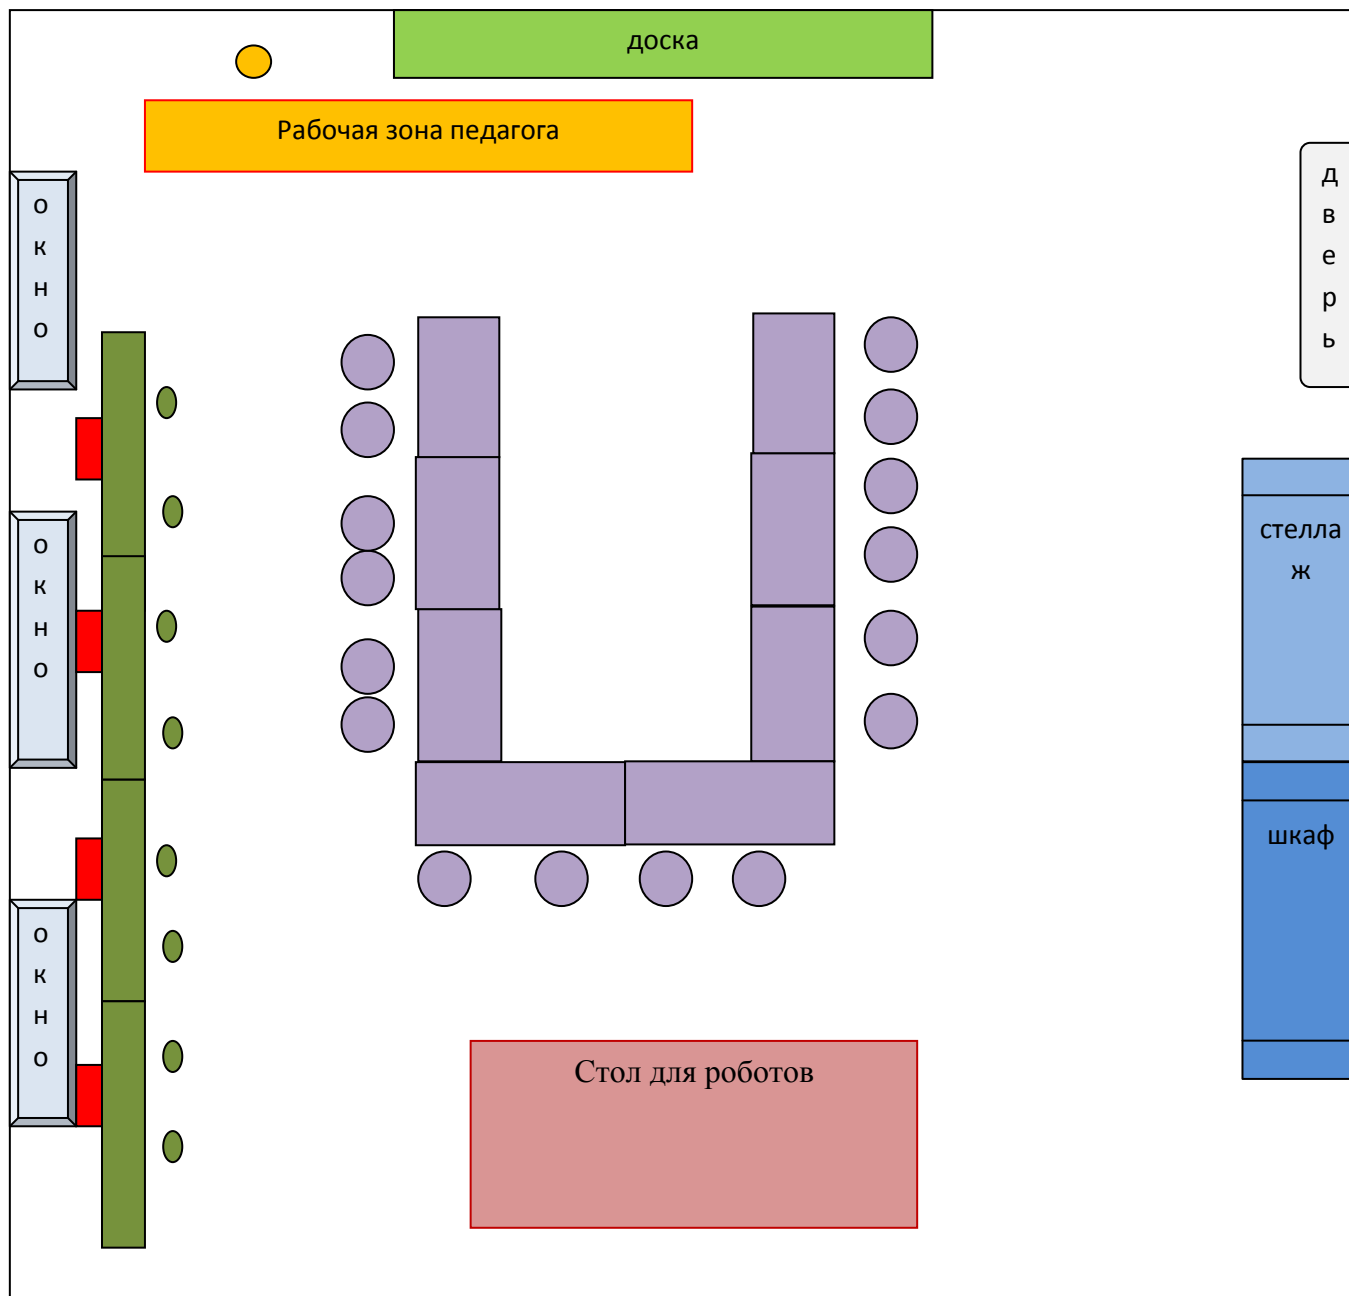 доска
Рабочая зона педагога
д
в
е
р
ь
о
к
н
о
стелла
ж
о
к
н
о
шкаф
о
к
н
о
Стол для роботов